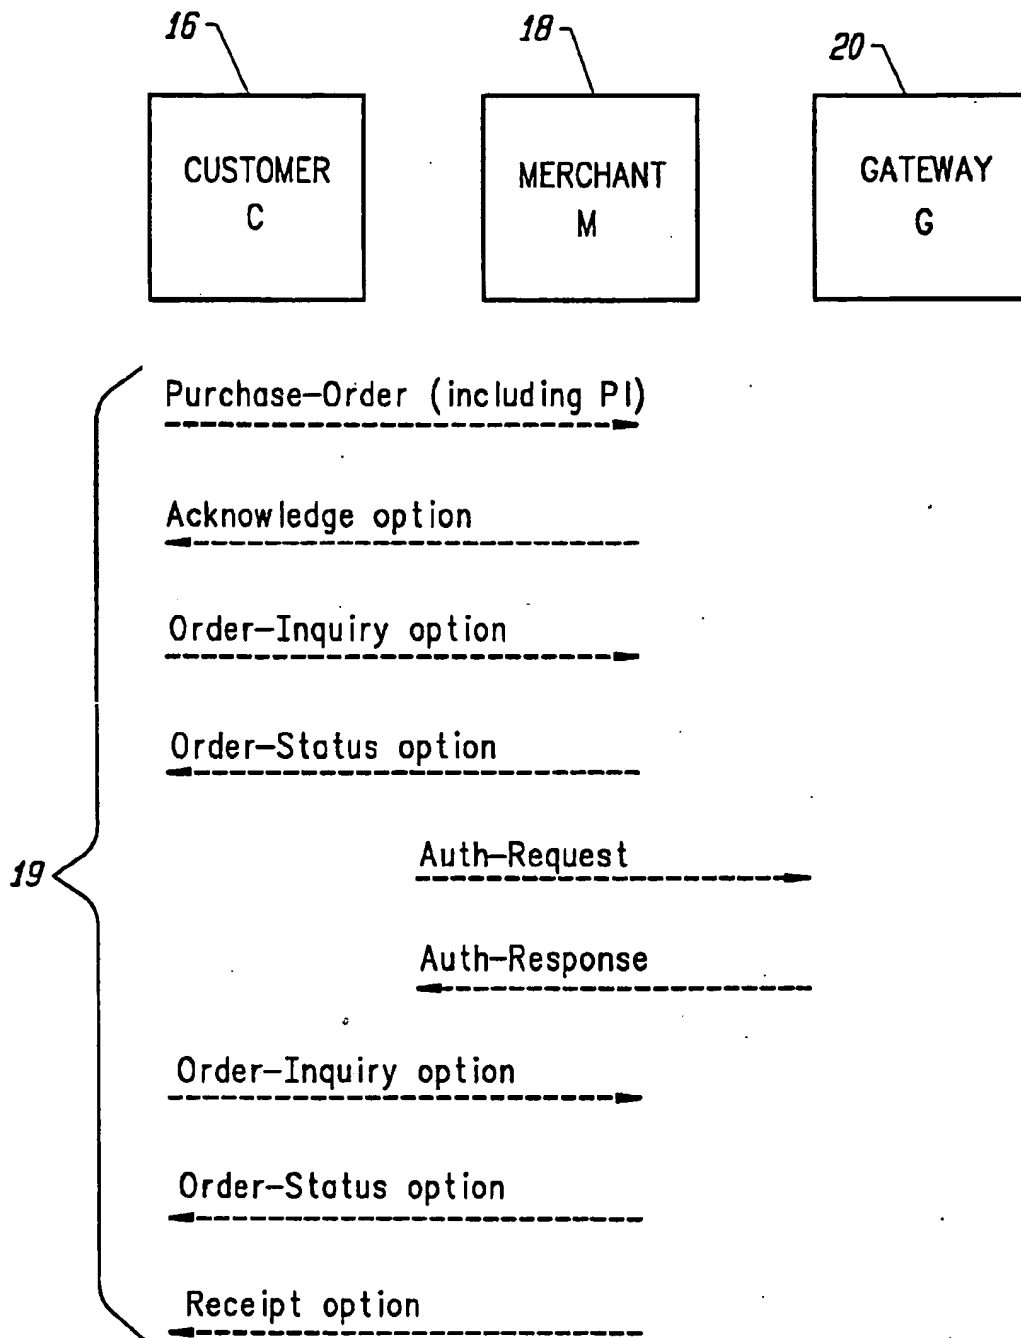 16
18
20
CUSTOMER
C
MERCHANT
M
GATEWAY
G
Purchase-Order (including PI)
Acknowledge option
Order-Inquiry option
Order-Status option
19
Auth-Request
Auth-Response
Order-Inquiry option
Order-Status option
Receipt option